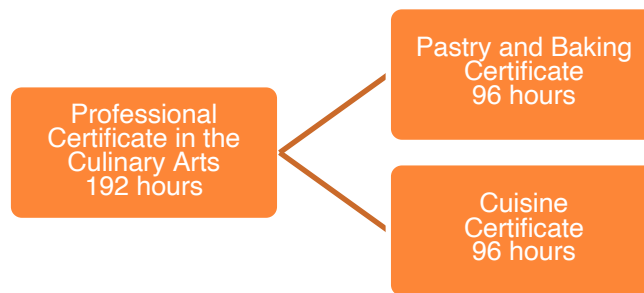 Professional
Certificate in the
Culinary Arts
192 hours
Pastry and Baking
Certificate
96 hours
Cuisine
Certificate
96 hours